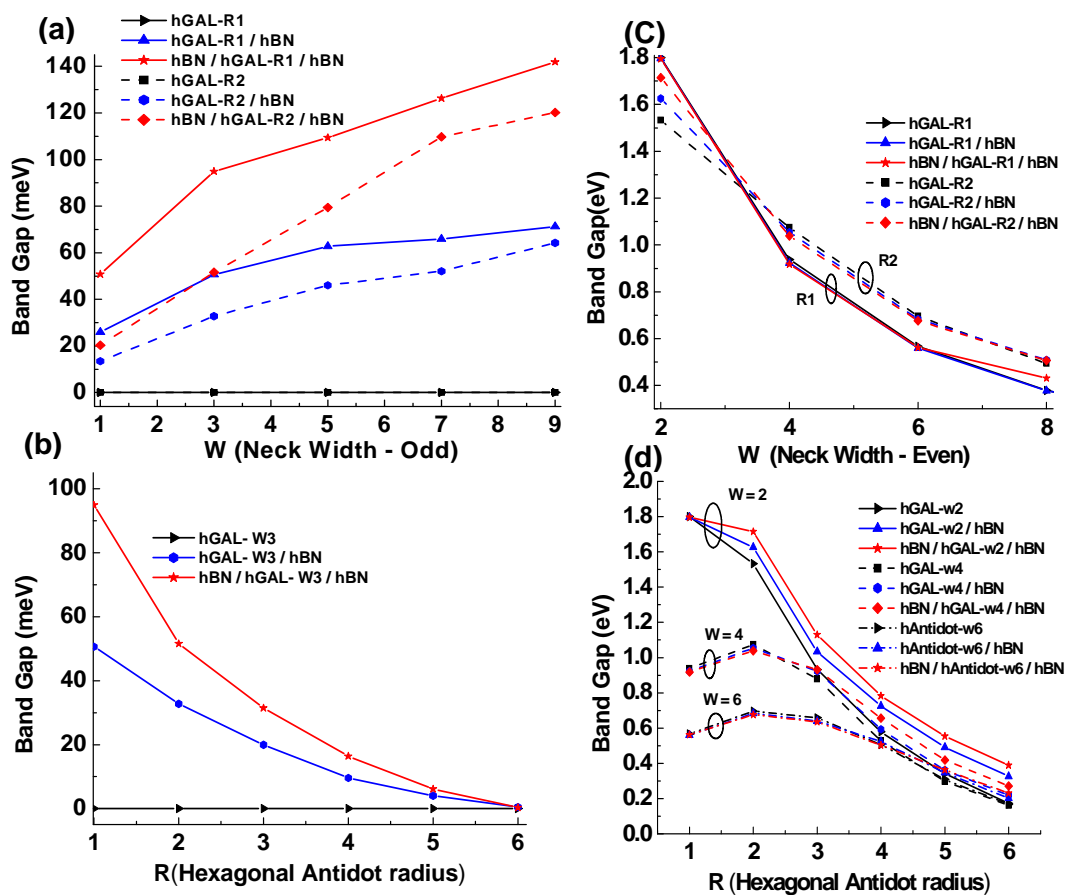 (a)
hGAL-R1
hGAL-R1 / hBN
hBN / hGAL-R1 / hBN
hGAL-R2
hGAL-R2 / hBN
hBN / hGAL-R2 / hBN
Band Gap (meV)
140
120
100
80
60
40
20
0
1 2 3 4 5 6 7 8 9
W (Neck Width - Odd)
(C)
hGAL-R1
hGAL-R1 / hBN
hBN / hGAL-R1 / hBN
hGAL-R2
hGAL-R2 / hBN
hBN / hGAL-R2 / hBN
R2
R1
Band Gap(eV)
1.8
1.6
1.4
1.2
1.0
0.8
0.6
0.4
2 4 6 8
W (Neck Width - Even)
(b)
hGAL- W3
hGAL- W3 / hBN
hBN / hGAL- W3 / hBN
Band Gap (meV)
100
80
60
40
20
0
1 2 3 4 5 6
R(Hexagonal Antidot radius)
(d)
W = 2
W = 4
W = 6
hGAL-w2
hGAL-w2 / hBN
hBN / hGAL-w2 / hBN
hGAL-w4
hGAL-w4 / hBN
hBN / hGAL-w4 / hBN
hAntidot-w6
hAntidot-w6 / hBN
hBN / hAntidot-w6 / hBN
Band Gap (eV)
2.0
1.8
1.6
1.4
1.2
1.0
0.8
0.6
0.4
0.2
0.0
1 2 3 4 5 6
R (Hexagonal Antidot radius)